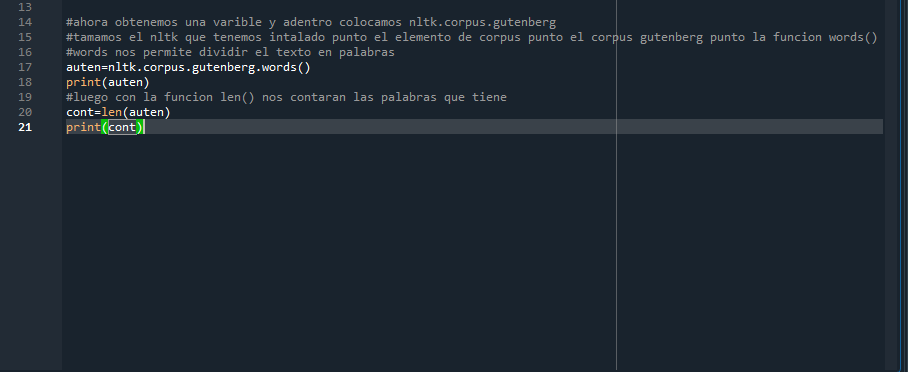 13
14 #ahora obtenemos una varible y adentro colocamos nltk.corpus.gutenberg
15 #tamamos el nltk que tenemos intalado punto el elemento de corpus punto el corpus gutenberg punto la funcion words()
16 #words nos permite dividir el texto en palabras
17 auten=nltk.corpus.gutenberg.words()
18 print(auten)
19 #luego con la funcion len() nos contaran las palabras que tiene
20 cont=len(auten)
21 print(cont)